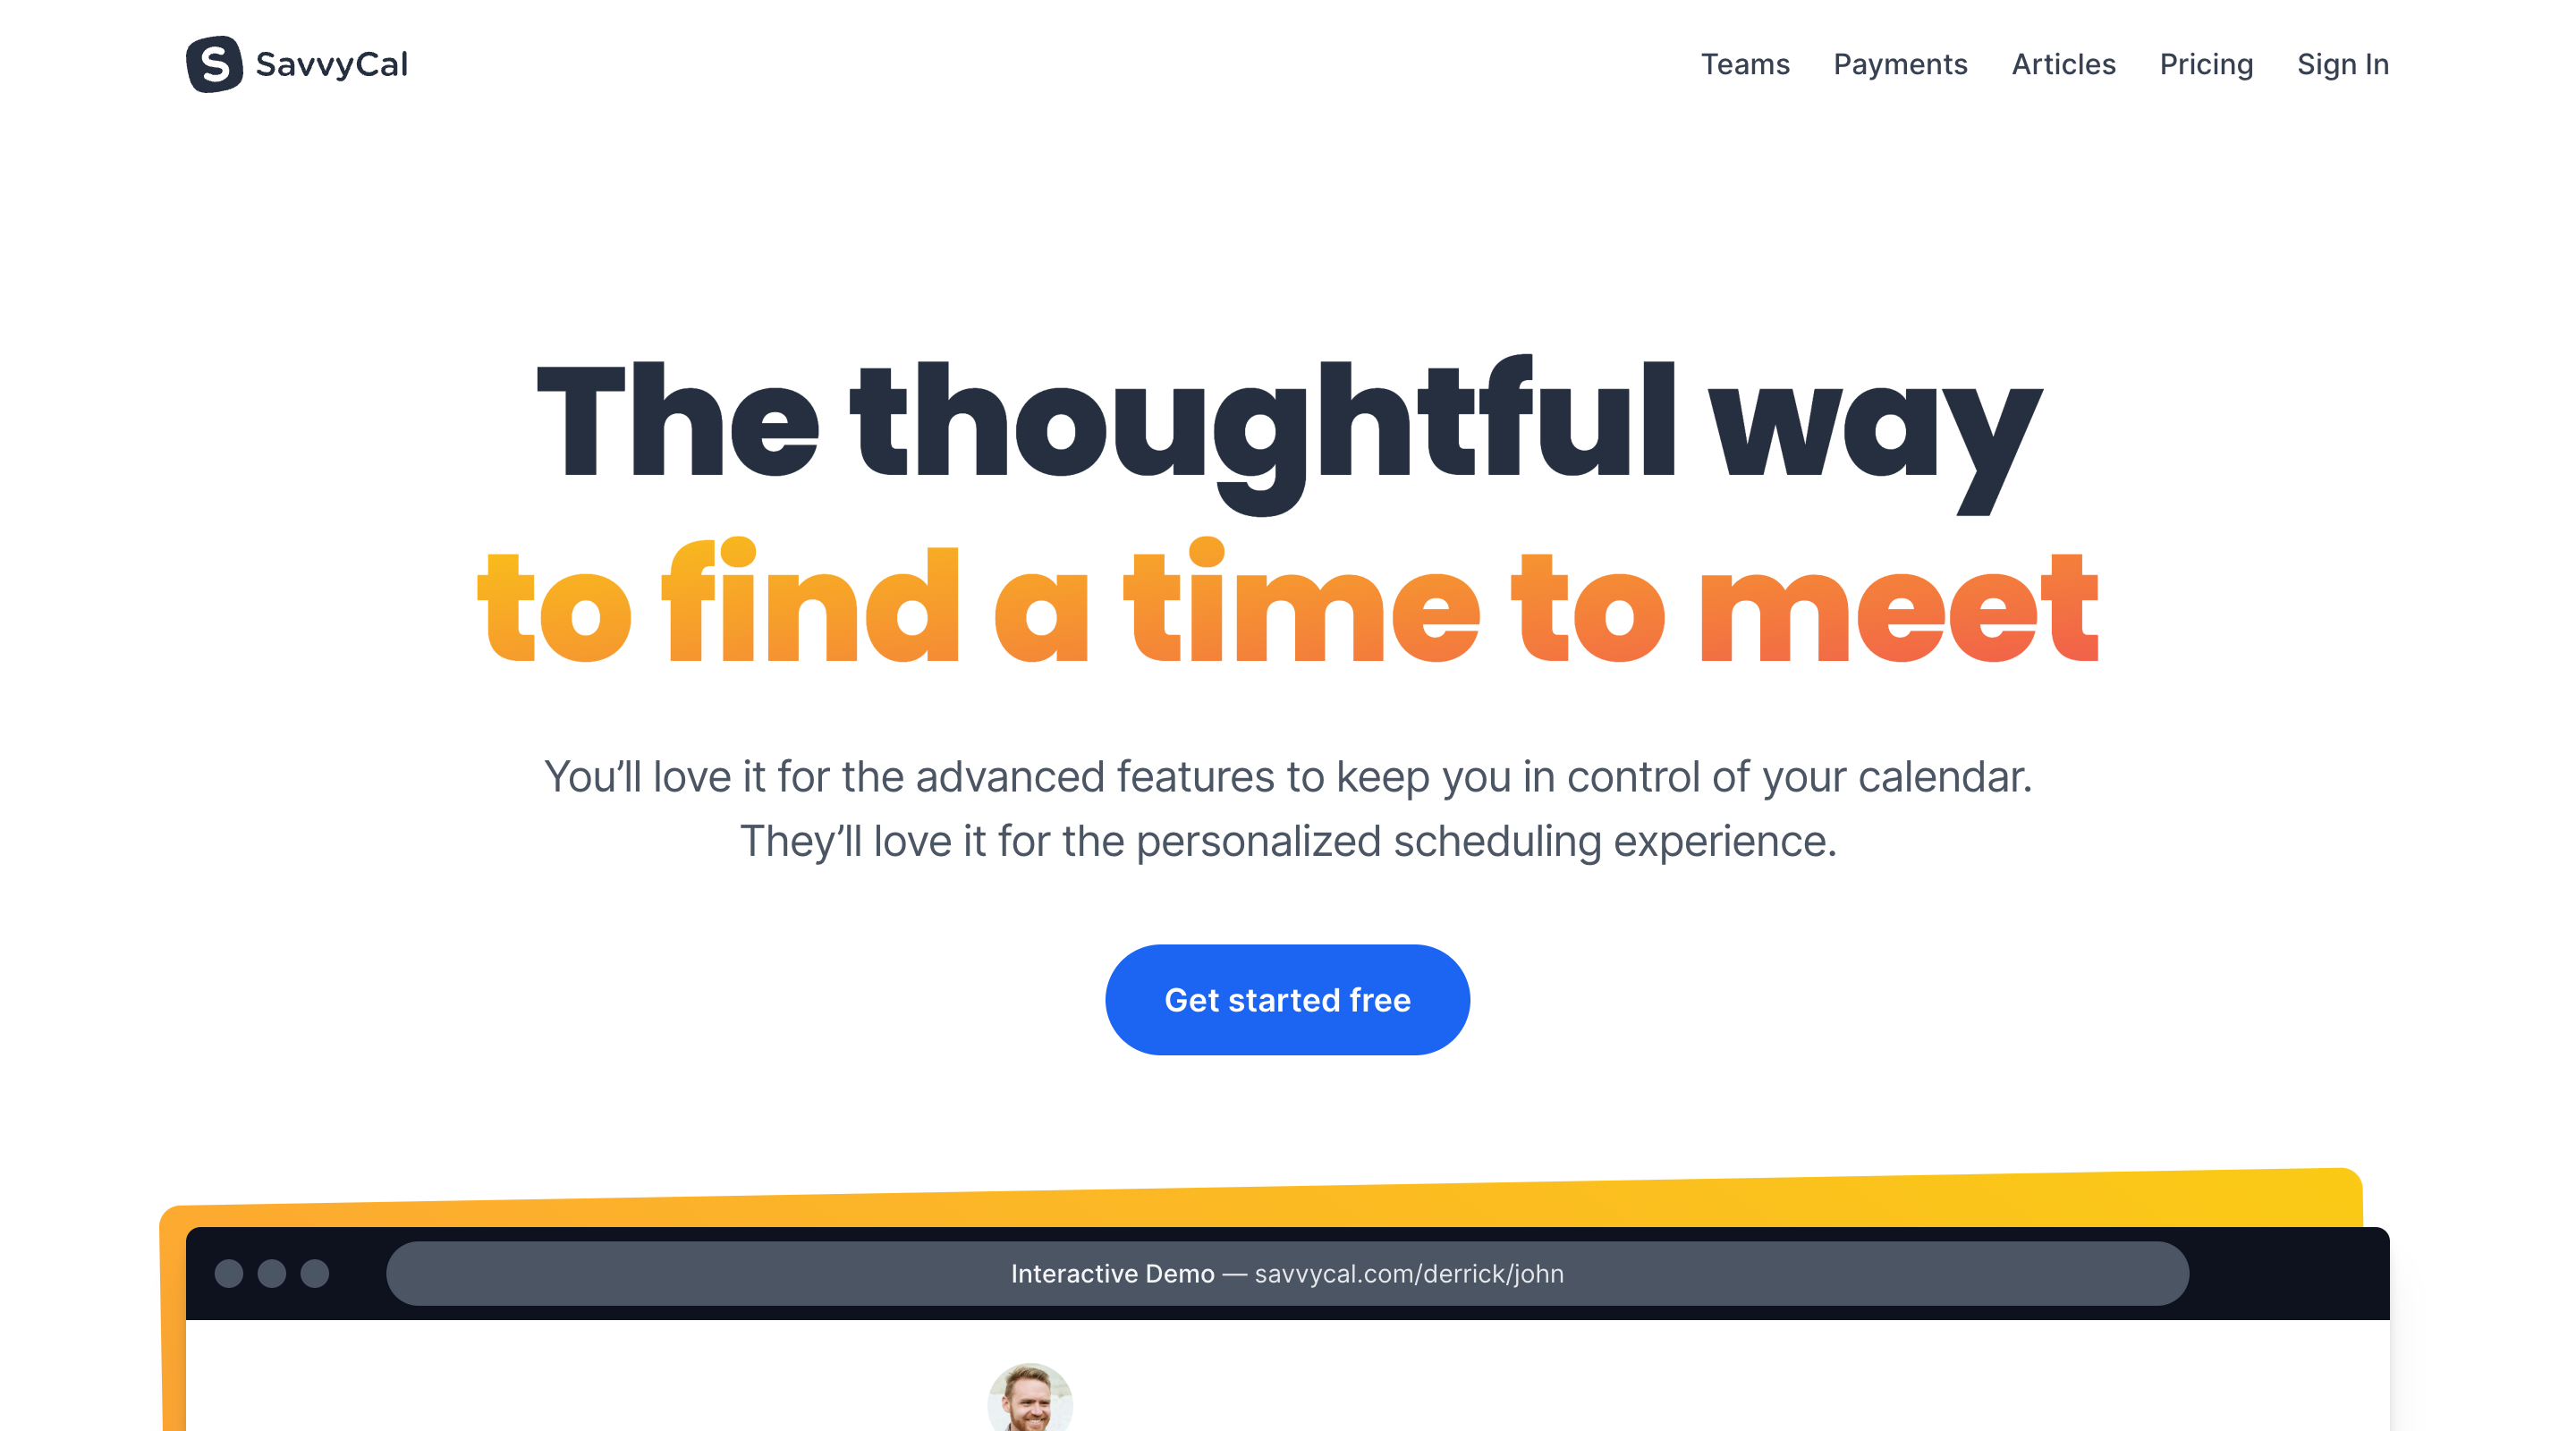 S SavvyCal
Teams Payments Articles Pricing Sign In
The thoughtful way
to find a time to meet
You’ll love it for the advanced features to keep you in control of your calendar.
They’ll love it for the personalized scheduling experience.
Get started free
Interactive Demo — savvycal.com/derrick/john